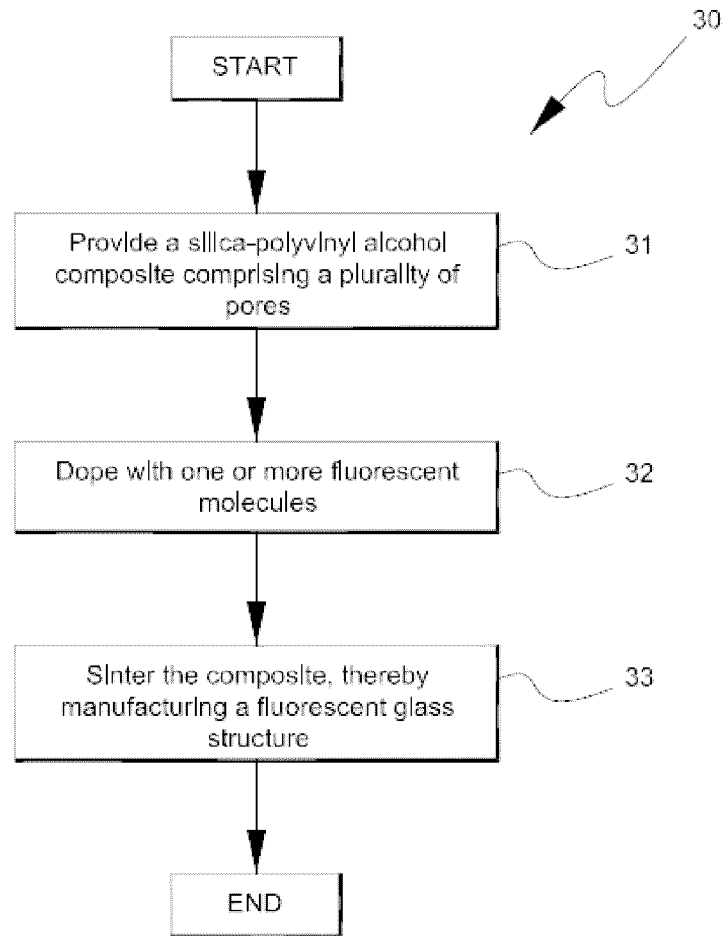 30
START
Provide a silica-polyvinyl alcohol
composite comprising a plurality of
pores
31
Dope with one or more fluorescent
molecules
32
Sinter the composite, thereby
manufacturing a fluorescent glass
structure
33
END